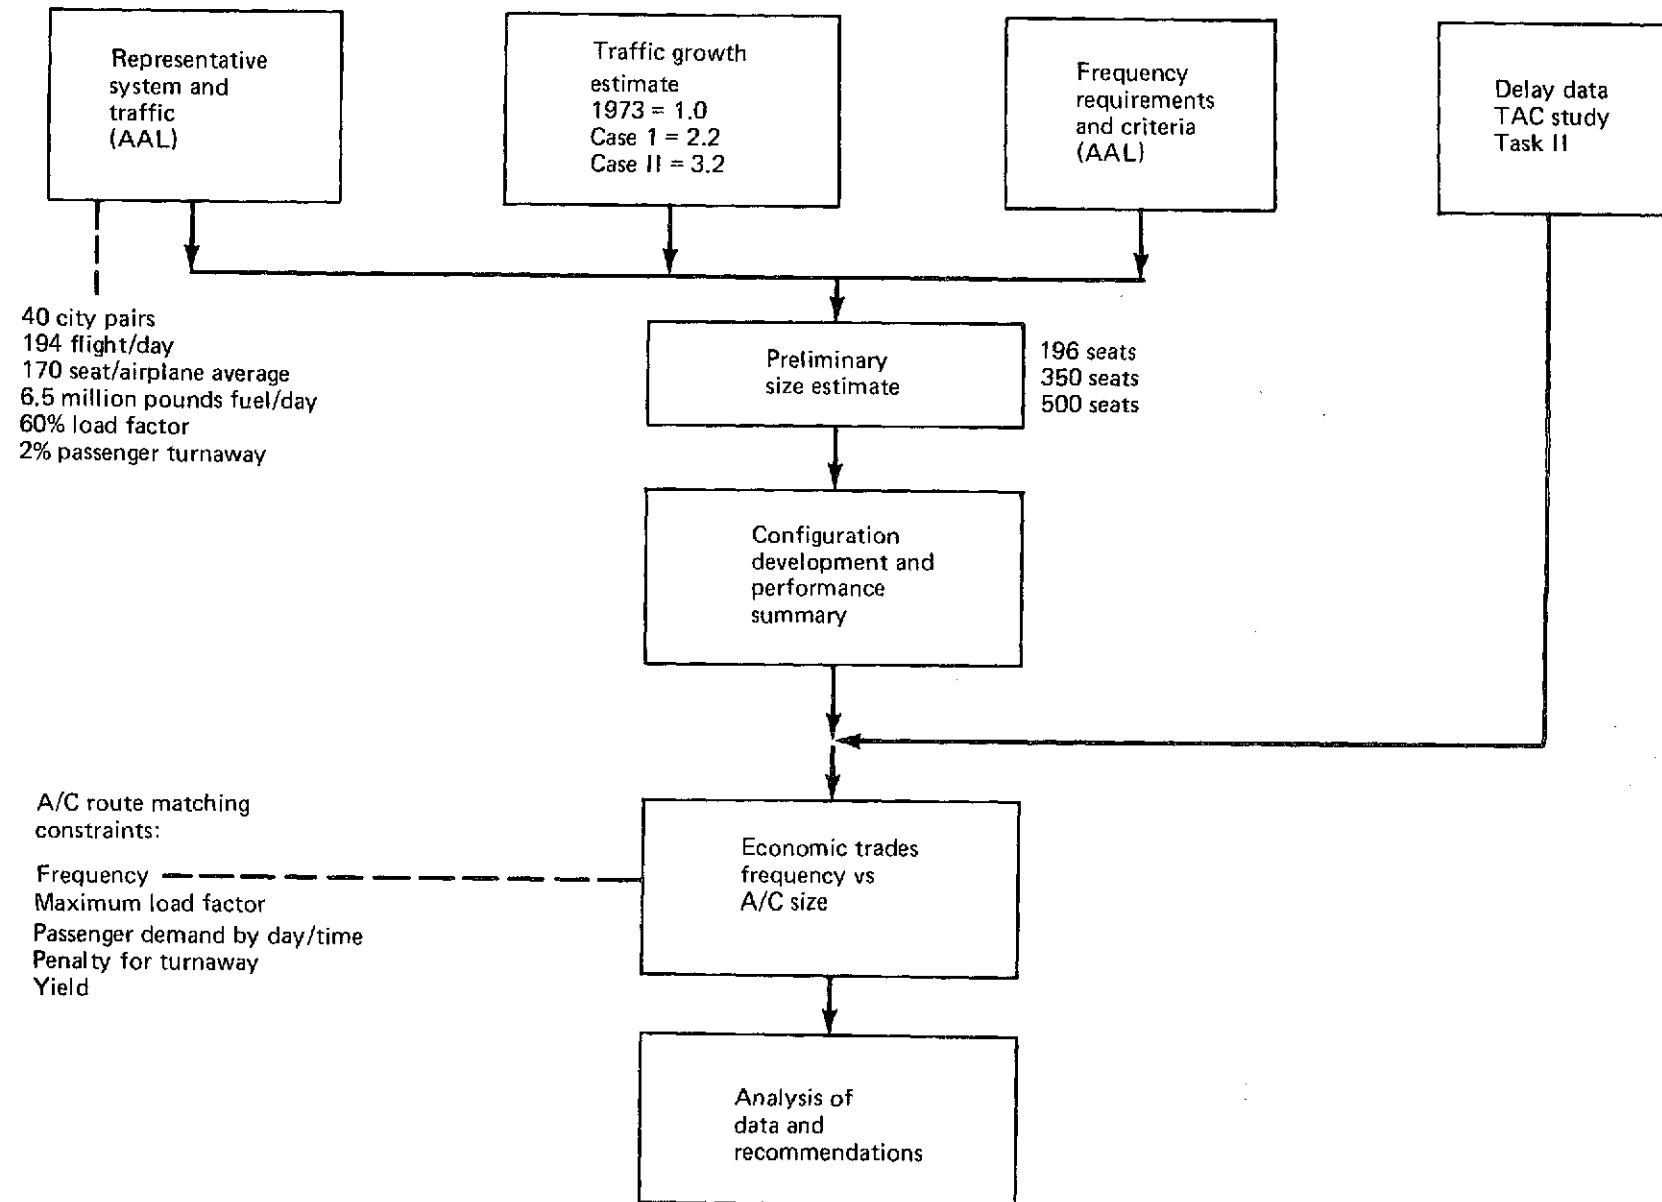 Representative
system and
traffic
(AAL)
Traffic growth
estimate
1973 = 1.0
Case 1 = 2.2
Case II = 3.2
Frequency
requirements
and criteria
(AAL)
Delay data
TAC study
Task II
40 city pairs
194 flight/day
170 seat/airplane average
6.5 million pounds fuel/day
60% load factor
2% passenger turnaway
Preliminary
size estimate
196 seats
350 seats
500 seats
Configuration
development and
performance
summary
A/C route matching
constraints:
Frequency
Maximum load factor
Passenger demand by day/time
Penalty for turnaway
Yield
Economic trades
frequency vs
A/C size
Analysis of
data and
recommendations